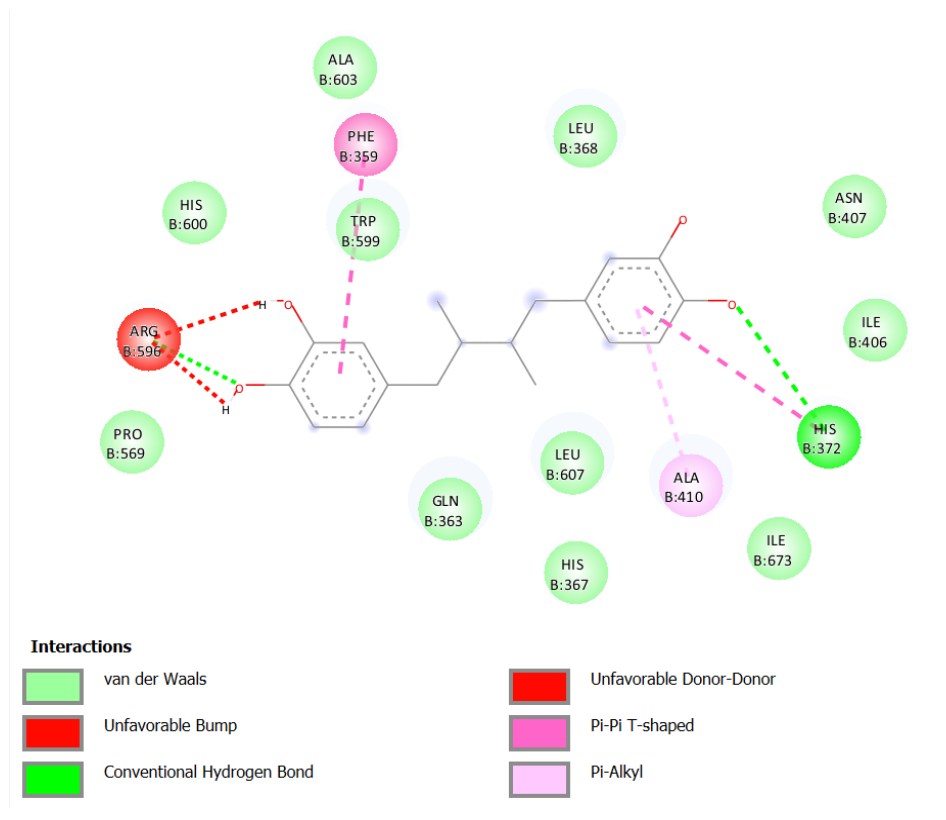 ALA
B:603
PHE
B:359
LEU
B:368
HIS
B:600
TRP
B:599
ASN
B:407
O
H
O
ARG
B:596
O
ILE
B:406
O
H
PRO
B:569
HIS
B:372
LEU
B:607
ALA
B:410
GLN
B:363
ILE
B:673
HIS
B:367
Interactions
van der Waals
Unfavorable Bump
Conventional Hydrogen Bond
Unfavorable Donor-Donor
Pi-Pi T-shaped
Pi-Alkyl